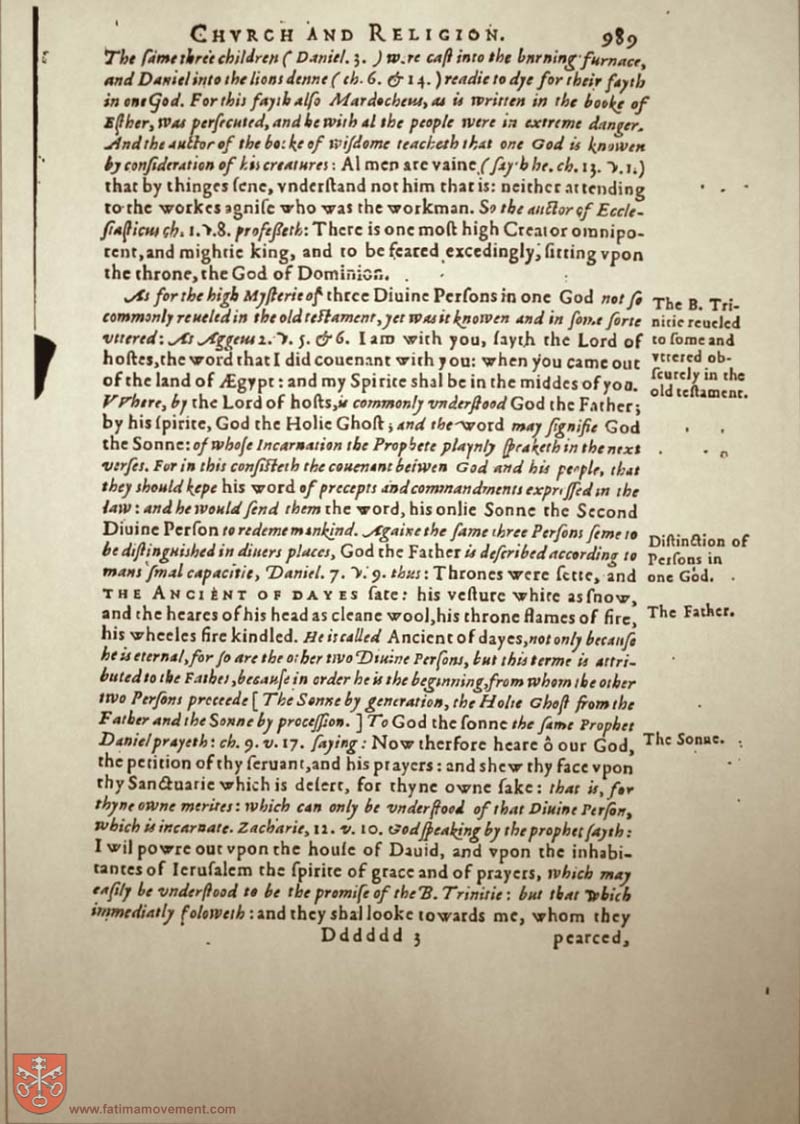 CHVRCH AND RELIGION. 989
The ſame three children ( Daniel. 3. ) were caſt into the bnrning furnace,
and Daniel into the lions denne ( ch. 6. & 14. ) readie to dye for their fayth
in one God. For this fayth alſo Mardocheus, as is written in the booke of
Eſther, was perſecuted, and he with al the people were in extreme danger.
And the auctor of the booke of wiſdome teacheth that one God is knowen
by conſideration of his creatures: Al men are vaine (ſayth he. ch. 13. v. 1.)
that by thinges ſene, vnderſtand not him that is: neither attending
to the workes agniſe who was the workman. So the auctor of Eccle-
ſiaſticus ch. 1. v. 8. profeſſeth: There is one moſt high Creator omnipo-
tent, and mightie king, and to be feared excedingly, ſitting vpon
the throne, the God of Dominion.
As for the high Myſterie of three Diuine Perſons in one God not ſo
commonly reueled in the old teſtament, yet was it knowen and in ſome ſorte
vttered: As Aggeus 2. v. 5. & 6. I am with you, ſayth the Lord of
hoſtes, the word that I did couenant with you: when you came out
of the land of Ægypt: and my Spirite shal be in the middes of you.
VVhere, by the Lord of hoſts, is commonly vnderſtood God the Father;
by his ſpirite, God the Holie Ghoſt; and the word may ſignifie God
the Sonne: of whoſe Incarnation the Prophete playnly ſpeaketh in the next
verſes. For in this conſiſteth the couenant betwen God and his people, that
they should kepe his word of precepts and commandments expreſſed in the
law: and he would ſend them the word, his onlie Sonne the Second
Diuine Perſon to redeme mankind. Againe the ſame three Perſons ſeme to
be diſtinguished in diuers places, God the Father is deſcribed according to
mans ſmal capacitie, Daniel. 7. v. 9. thus: Thrones were ſette, and
THE ANCIENT OF DAYES ſate: his veſture white as ſnow,
and the heares of his head as cleane wool, his throne flames of fire,
his wheeles fire kindled. He is called Ancient of dayes, not only becauſe
he is eternal, for ſo are the other two Diuine Perſons, but this terme is attri-
buted to the Father, becauſe in order he is the beginning, from whom the other
two Perſons proceede [ The Sonne by generation, the Holie Ghoſt from the
Father and the Sonne by proceſſion. ] To God the ſonne the ſame Prophet
Daniel prayeth: ch. 9. v. 17. ſaying: Now therfore heare ô our God,
the petition of thy ſeruant, and his prayers: and shew thy face vpon
thy Sanctuarie which is deſert, for thyne owne ſake: that is, for
thyne owne merites: which can only be vnderſtood of that Diuine Perſon,
which is incarnate. Zacharie, 12. v. 10. God ſpeaking by the prophet ſayth:
I wil powre out vpon the houſe of Dauid, and vpon the inhabi-
tantes of Ieruſalem the ſpirite of grace and of prayers, which may
eaſily be vnderſtood to be the promiſe of the B. Trinitie: but that which
immediatly foloweth: and they shal looke towards me, whom they
Dddddd 3 pearced,
The B. Tri-
nitie reueled
to ſome and
vttered ob-
ſcurely in the
old teſtament.
Diſtinction of
Perſons in
one God.
The Father.
The Sonne.
www.fatimamovement.com